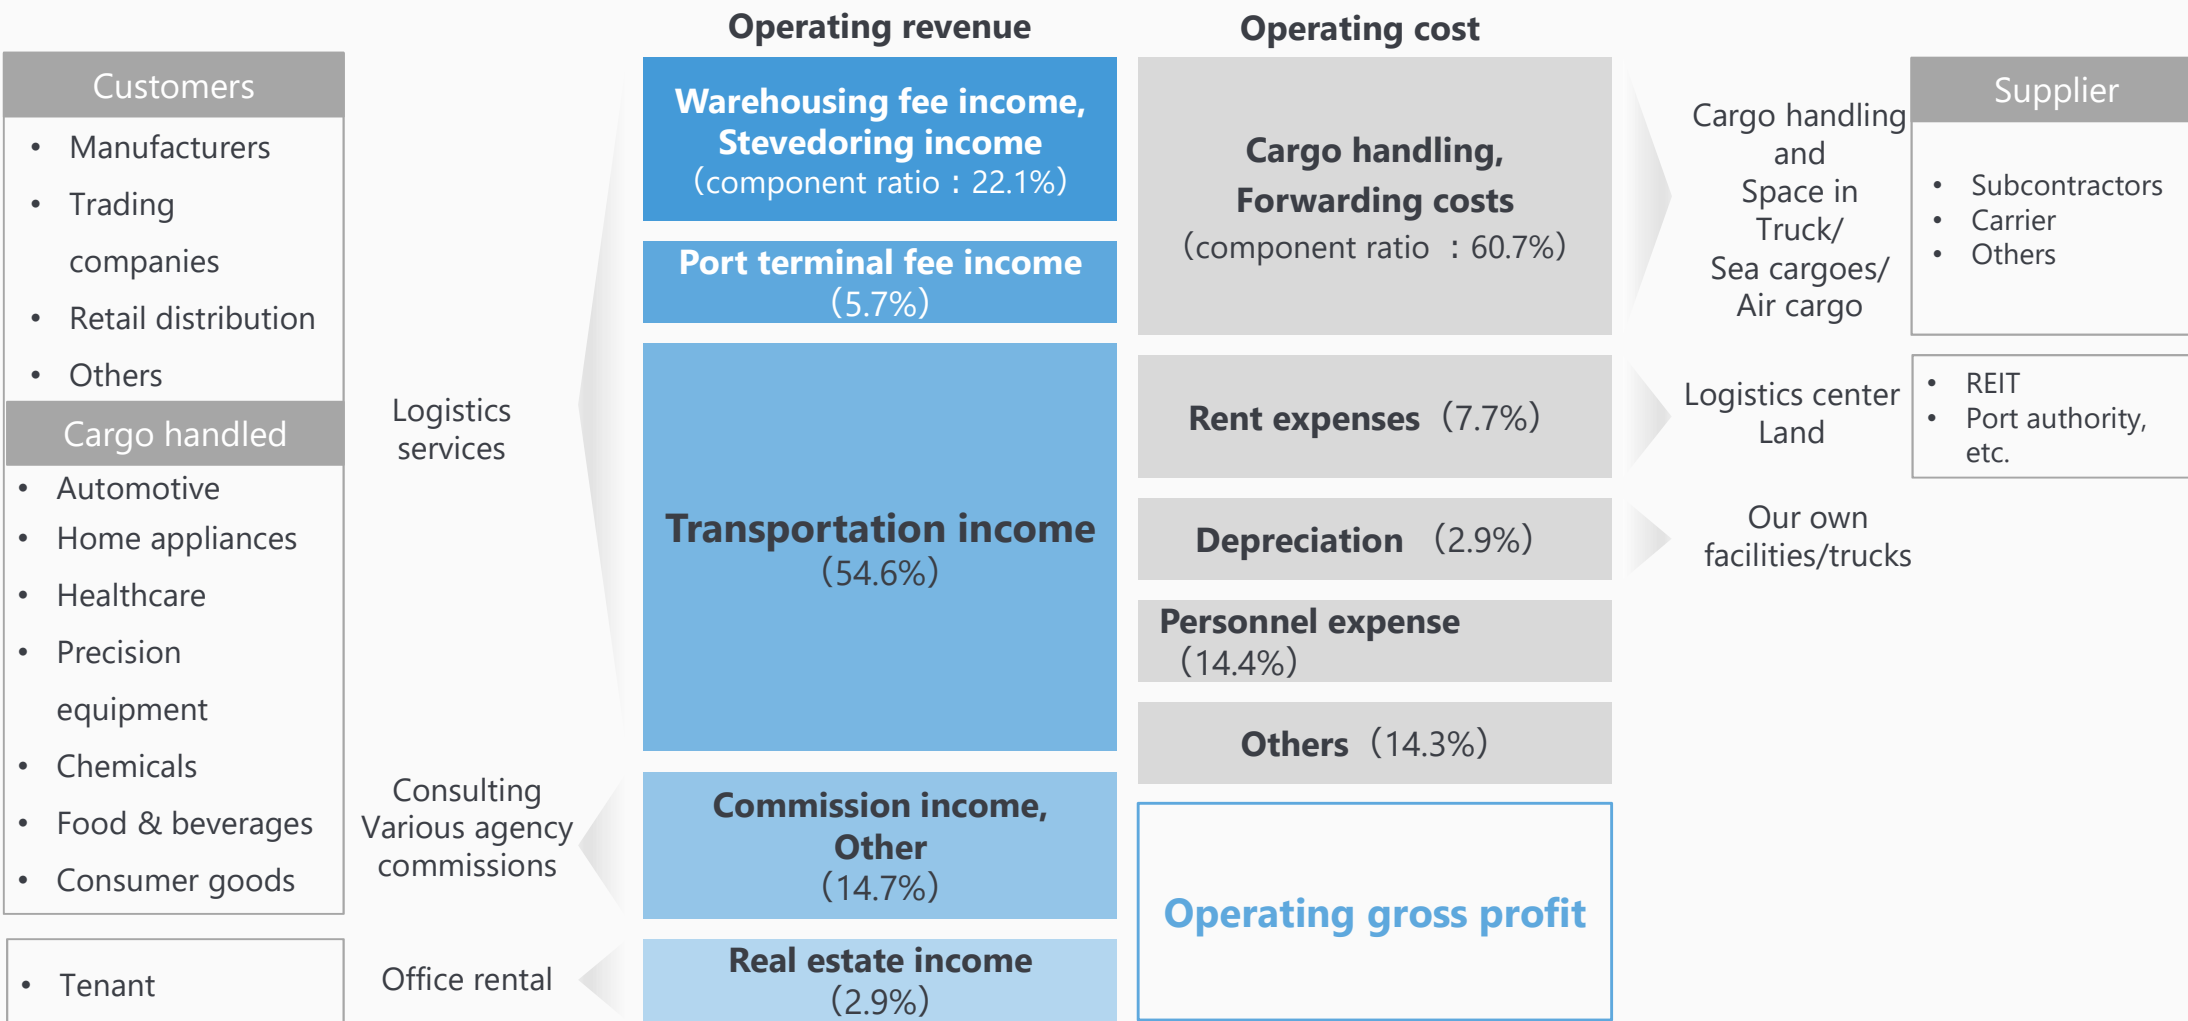 Operating revenue
Operating cost
Customers
• Manufacturers
• Trading
companies
• Retail distribution
• Others
Cargo handled
• Automotive
• Home appliances
• Healthcare
• Precision
equipment
• Chemicals
• Food & beverages
• Consumer goods
• Tenant
Logistics
services
Consulting
Various agency
commissions
Office rental
Warehousing fee income,
Stevedoring income
（component ratio：22.1%）
Port terminal fee income
（5.7%）
Transportation income
（54.6%）
Commission income,
Other
（14.7%）
Real estate income
（2.9%）
Cargo handling,
Forwarding costs
（component ratio ：60.7%）
Rent expenses（7.7%）
Depreciation （2.9%）
Personnel expense
（14.4%）
Others（14.3%）
Operating gross profit
Cargo handling
and
Space in
Truck/
Sea cargoes/
Air cargo
Logistics center
Land
Our own
facilities/trucks
Supplier
• Subcontractors
• Carrier
• Others
• REIT
• Port authority,
etc.